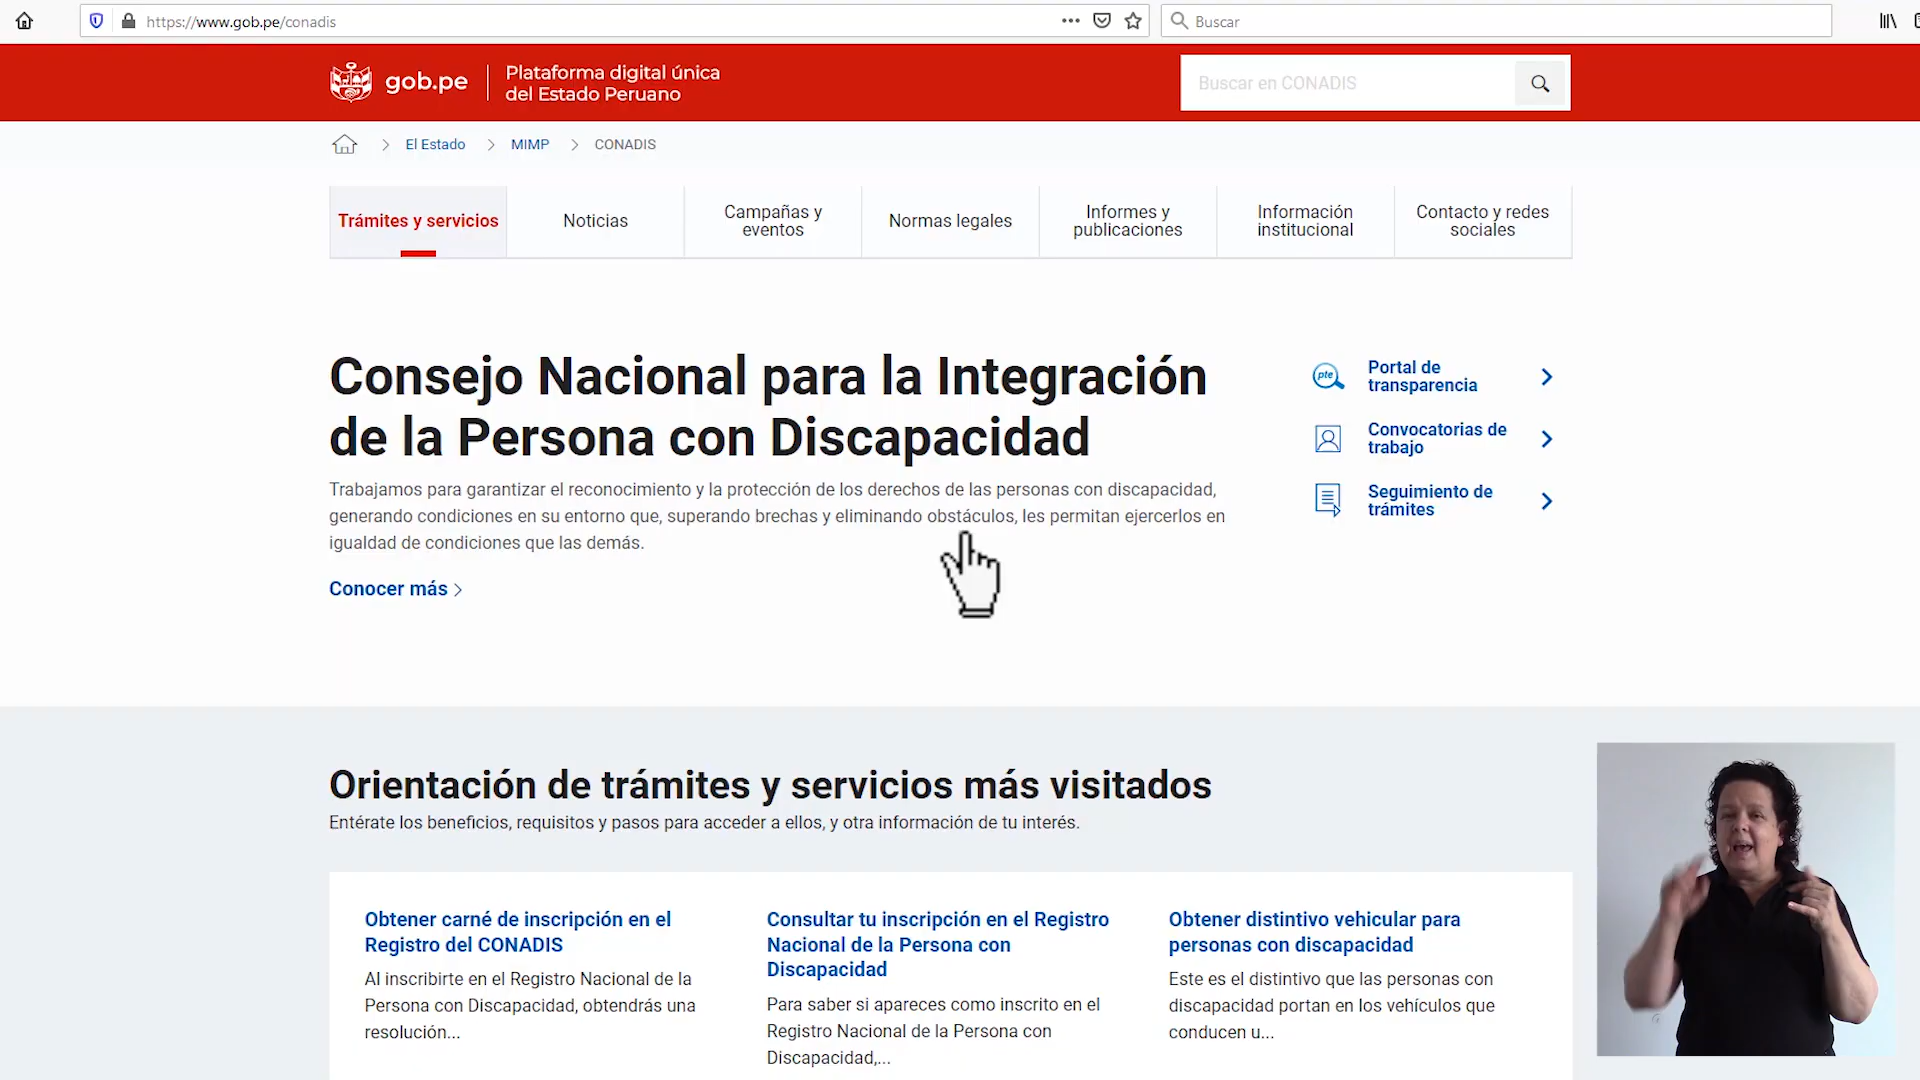 https://www.gob.pe/conadis
Buscar
gob.pe
Plataforma digital única
del Estado Peruano
Buscar en CONADIS
El Estado
MIMP
CONADIS
Trámites y servicios
Noticias
Campañas y
eventos
Normas legales
Informes y
publicaciones
Información
institucional
Contacto y redes
sociales
Consejo Nacional para la Integración
de la Persona con Discapacidad
Trabajamos para garantizar el reconocimiento y la protección de los derechos de las personas con discapacidad,
generando condiciones en su entorno que, superando brechas y eliminando obstáculos, les permitan ejercerlos en
igualdad de condiciones que las demás.
Conocer más
pte
Portal de
transparencia
Convocatorias de
trabajo
Seguimiento de
trámites
Orientación de trámites y servicios más visitados
Entérate los beneficios, requisitos y pasos para acceder a ellos, y otra información de tu interés.
Obtener carné de inscripción en el
Registro del CONADIS
Al inscribirte en el Registro Nacional de la
Persona con Discapacidad, obtendrás una
resolución...
Consultar tu inscripción en el Registro
Nacional de la Persona con
Discapacidad
Para saber si apareces como inscrito en el
Registro Nacional de la Persona con
Discapacidad,...
Obtener distintivo vehicular para
personas con discapacidad
Este es el distintivo que las personas con
discapacidad portan en los vehículos que
conducen u...